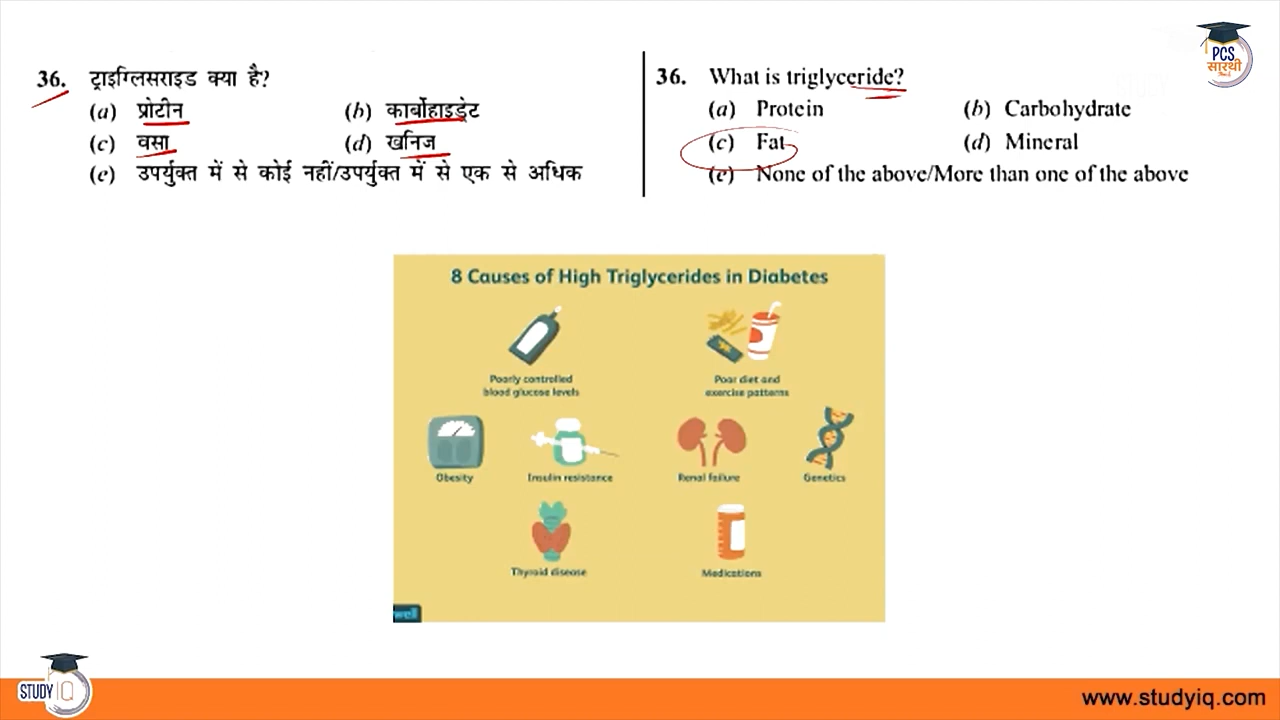 36. ट्राइग्लिसराइड क्या है?
(a) प्रोटीन (b) कार्बोहाइड्रेट
(c) वसा (d) खनिज
(e) उपर्युक्त में से कोई नहीं/उपर्युक्त में से एक से अधिक
36. What is triglyceride?
(a) Protein (b) Carbohydrate
(c) Fat (d) Mineral
(e) None of the above/More than one of the above
PCS
सारथी
8 Causes of High Triglycerides in Diabetes
Poorly controlled
blood glucose levels
Poor diet and
exercise patterns
Obesity
Insulin resistance
Renal failure
Genetics
Thyroid disease
Medications
well
STUDY IQ
www.studyiq.com